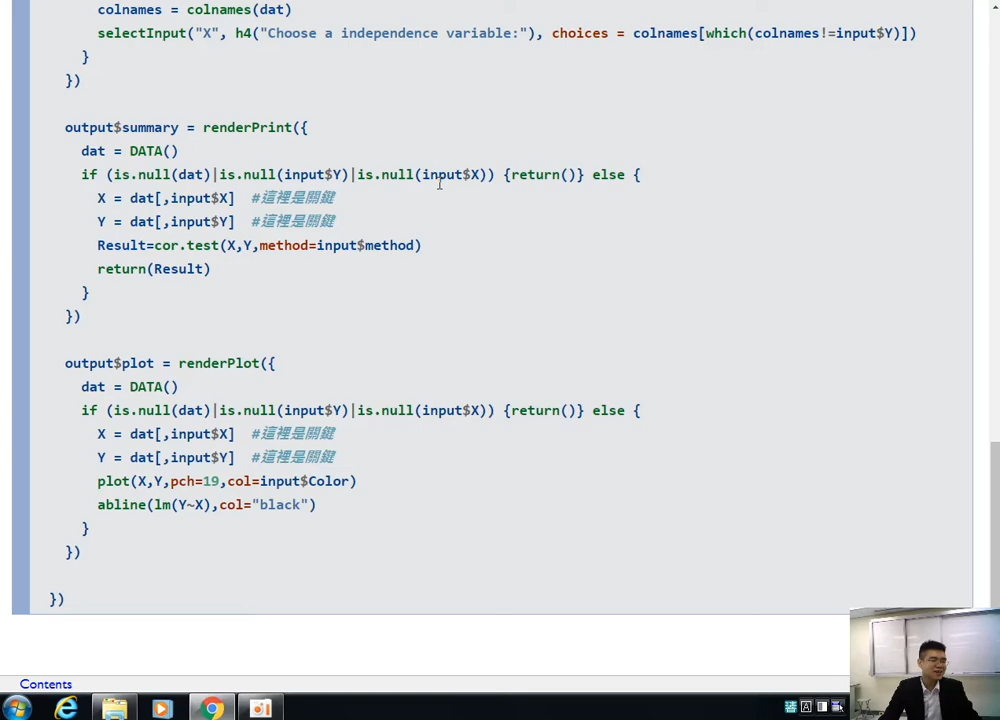 colnames = colnames(dat)
selectInput("X", h4("Choose a independence variable:"), choices = colnames[which(colnames!=input$Y)])
}
})
output$summary = renderPrint({
dat = DATA()
if (is.null(dat)|is.null(input$Y)|is.null(input$X)) {return()} else {
X = dat[,input$X] #這裡是關鍵
Y = dat[,input$Y] #這裡是關鍵
Result=cor.test(X,Y,method=input$method)
return(Result)
}
})
output$plot = renderPlot({
dat = DATA()
if (is.null(dat)|is.null(input$Y)|is.null(input$X)) {return()} else {
X = dat[,input$X] #這裡是關鍵
Y = dat[,input$Y] #這裡是關鍵
plot(X,Y,pch=19,col=input$Color)
abline(lm(Y~X),col="black")
}
})
})
Contents